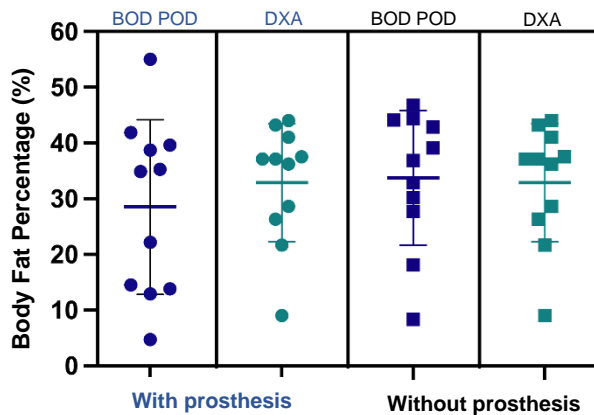 BOD POD DXA BOD POD DXA
Body Fat Percentage (%)
60
50
40
30
20
10
0
With prosthesis Without prosthesis